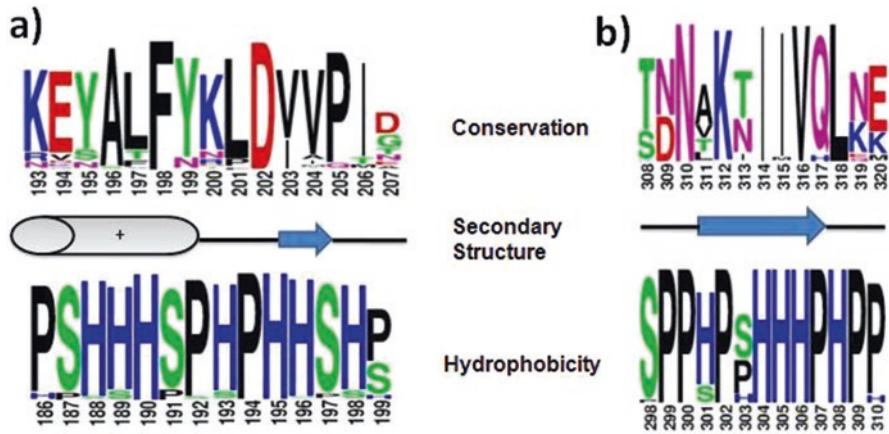 a)
b)
KEYALFYKLDVVPID
193 194 195 196 197 198 199 200 201 202 203 204 205 206 207
Conservation
TNNAKTIIVQLNE
308 309 310 311 312 313 314 315 316 317 318 319 320
+
Secondary
Structure
PSHHHSPHPHHSHP
186 187 188 189 190 191 192 193 194 195 196 197 198 199
Hydrophobicity
SPPHPSHHHPHPP
298 299 300 301 302 303 304 305 306 307 308 309 310